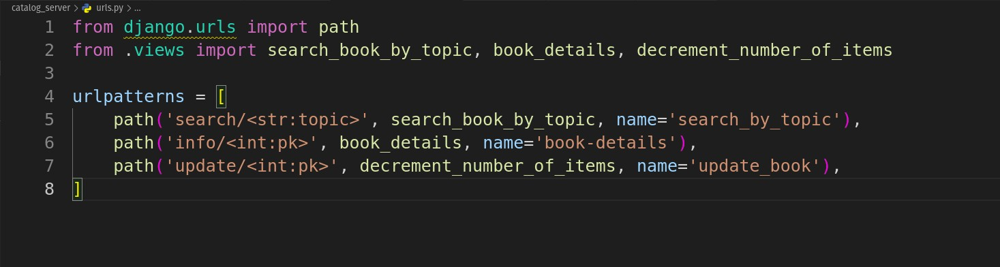 catalog_server > urls.py > ...
1 from django.urls import path
2 from .views import search_book_by_topic, book_details, decrement_number_of_items
3
4 urlpatterns = [
5     path('search/<str:topic>', search_book_by_topic, name='search_by_topic'),
6     path('info/<int:pk>', book_details, name='book-details'),
7     path('update/<int:pk>', decrement_number_of_items, name='update_book'),
8 ]